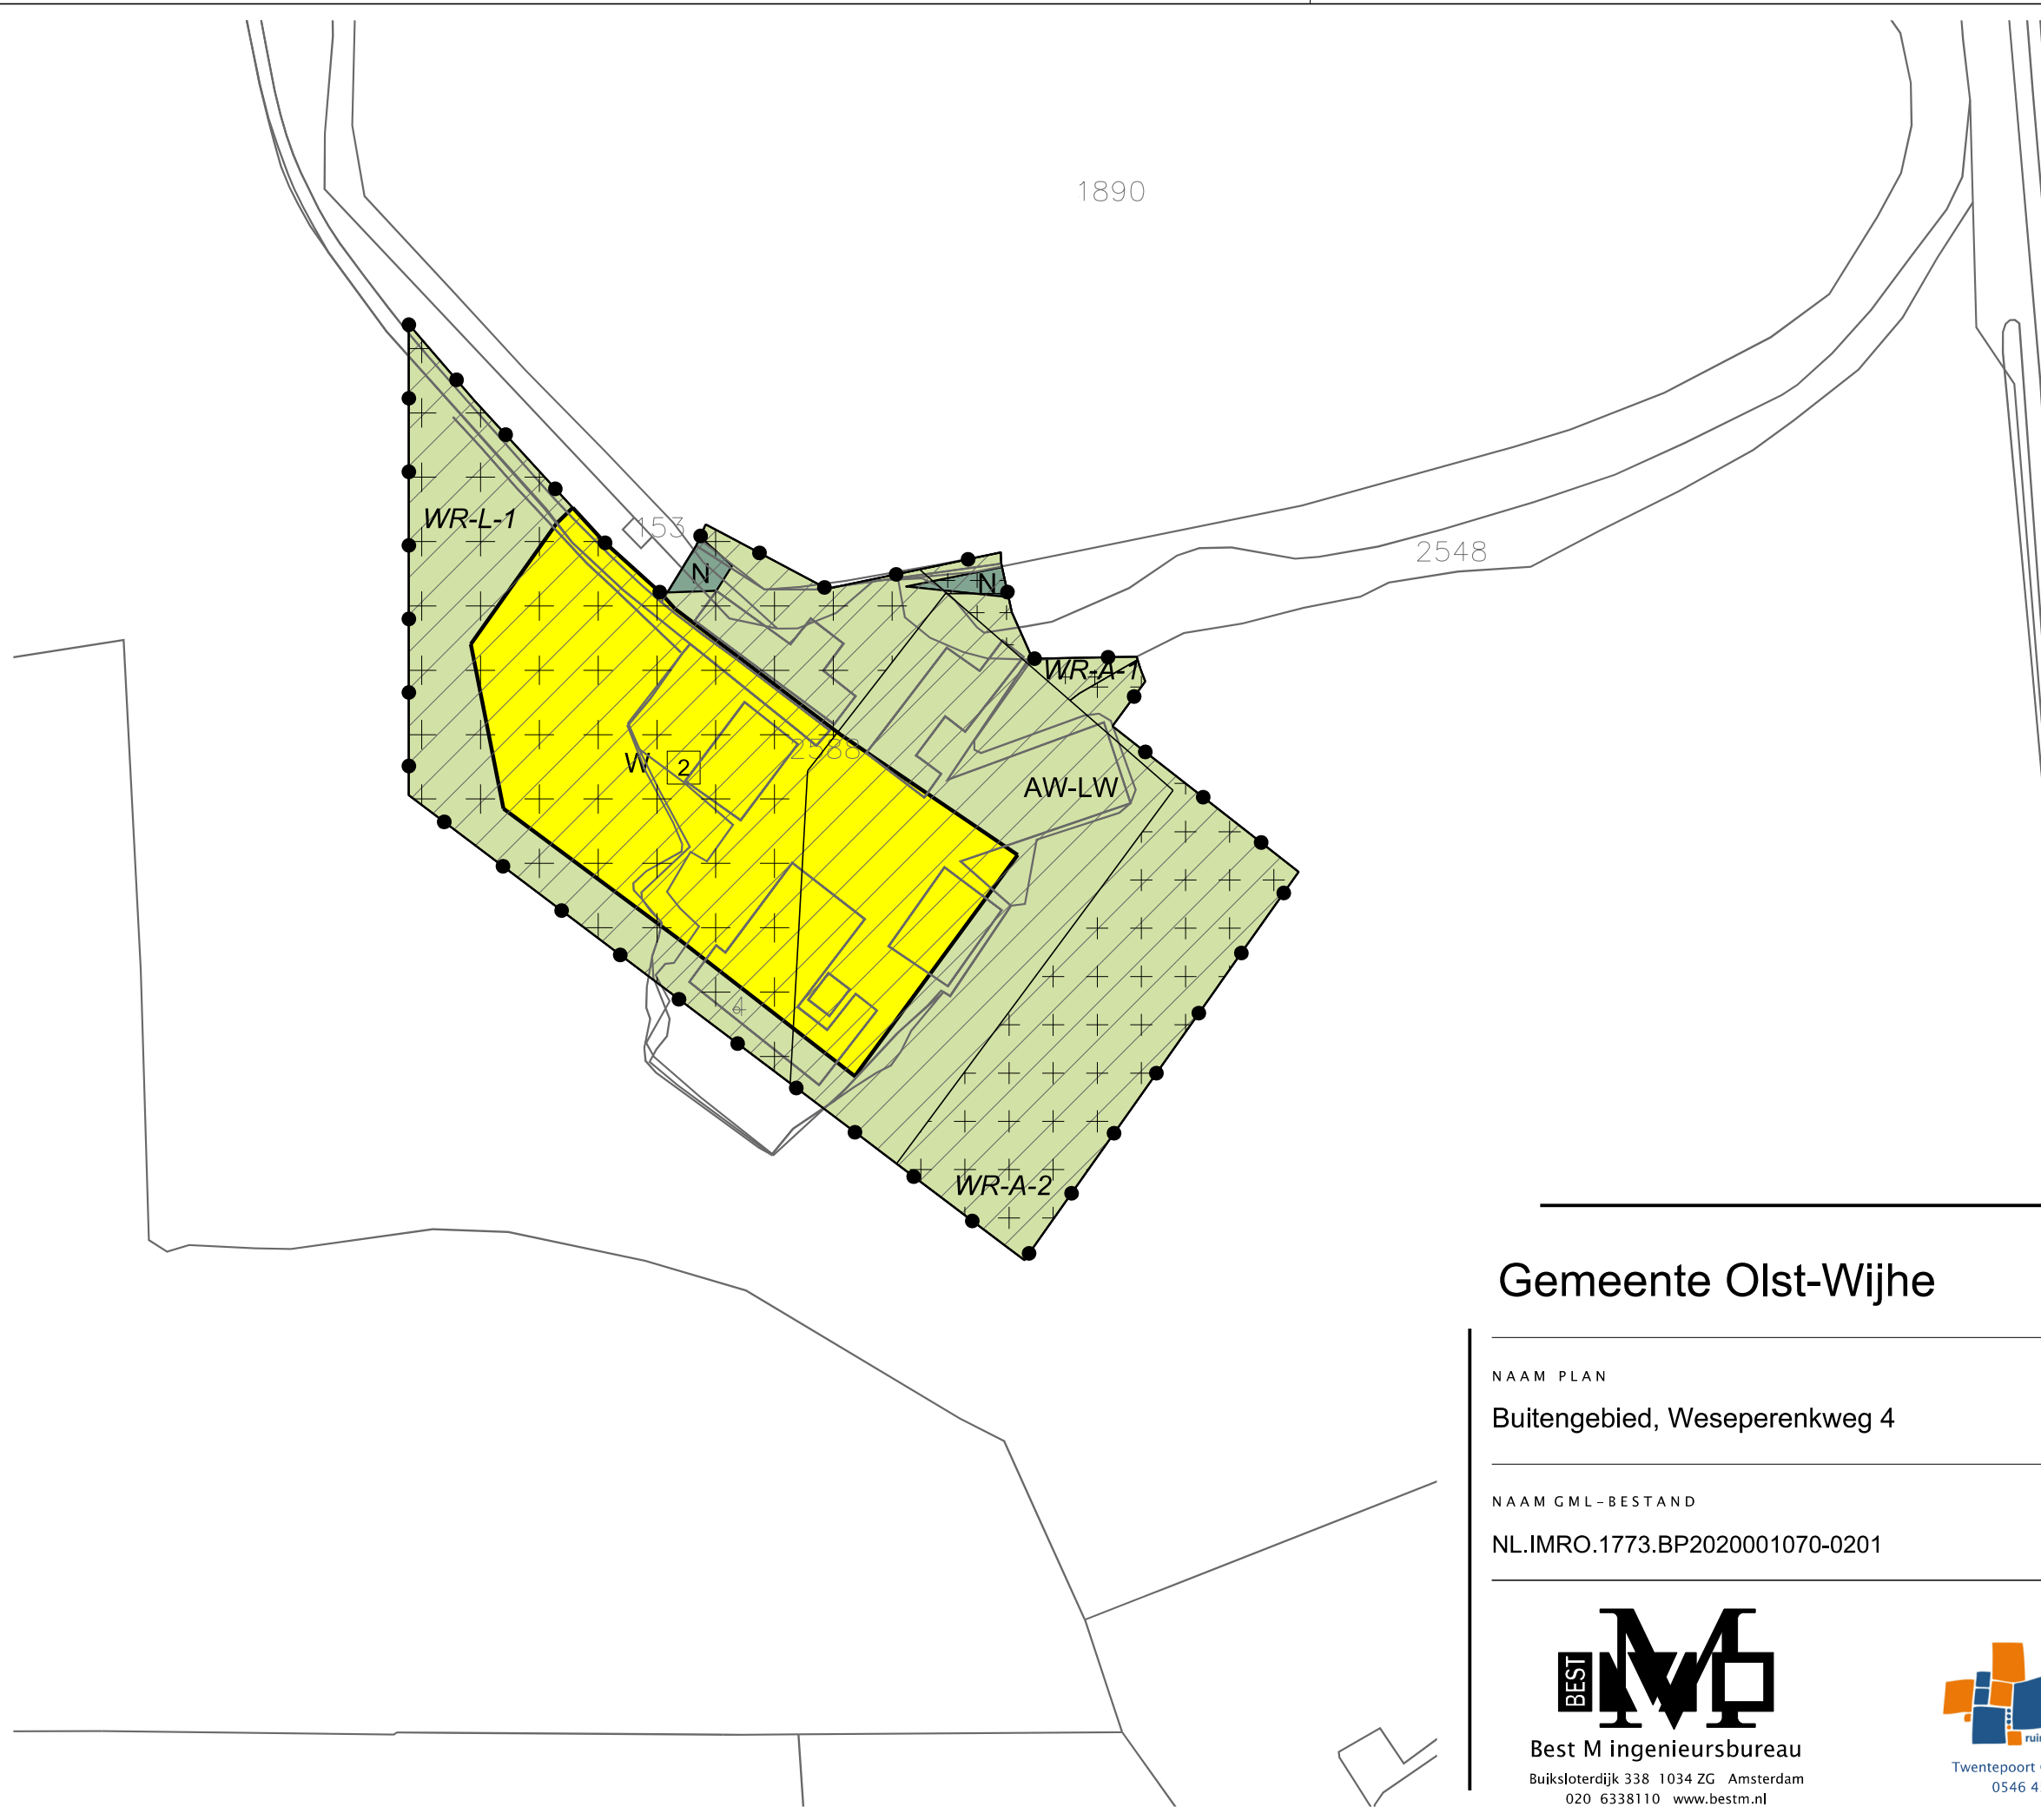 1890
153
2548
WR-L-1
N
N
WR-A-1
2588
W
2
AW-LW
4
WR-A-2
Gemeente Olst-Wijhe
NAAM PLAN
Buitengebied, Weseperenkweg 4
NAAM GML-BESTAND
NL.IMRO.1773.BP2020001070-0201
BEST
M
Best M ingenieursbureau
Buiksloterdijk 338 1034 ZG Amsterdam
020 6338110 www.bestm.nl
Twentepoort
0546 4